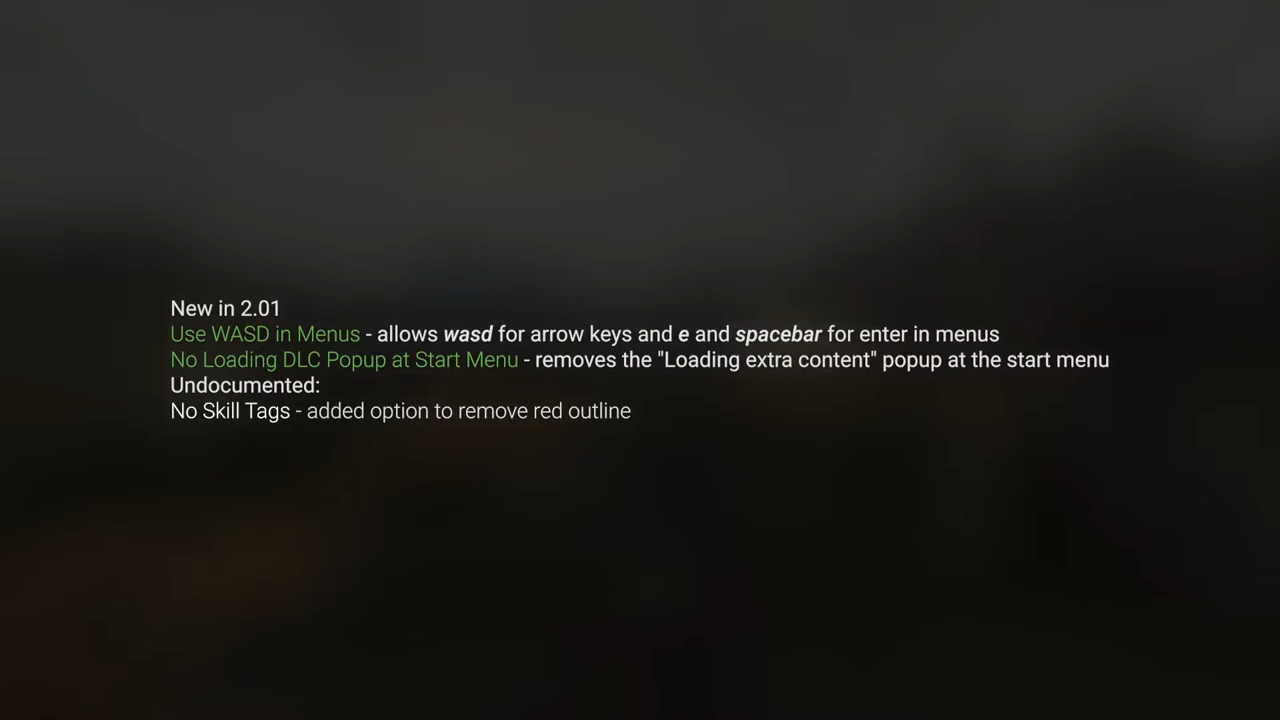 New in 2.01
Use WASD in Menus - allows wasd for arrow keys and e and spacebar for enter in menus
No Loading DLC Popup at Start Menu - removes the "Loading extra content" popup at the start menu
Undocumented:
No Skill Tags - added option to remove red outline